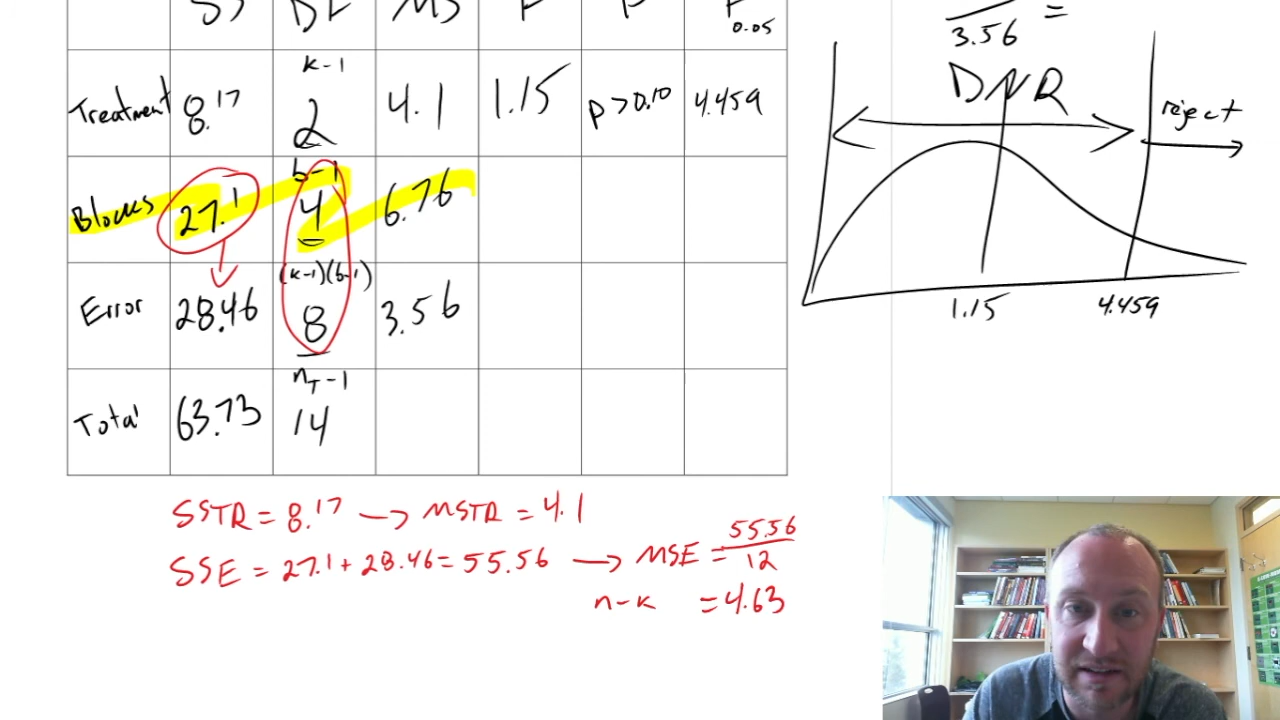 SS DF MS F P F0.05
Treatment 8.17 k-1 2 4.1 1.15 p>0.10 4.459
Blocks 27.1 b-1 4 6.76
Error 28.46 (k-1)(b-1) 8 3.56
Total 63.73 nT-1 14
SSTR = 8.17 → MSTR = 4.1
SSE = 27.1 + 28.46 = 55.56 → MSE = 55.56/12
n-k = 4.63
3.56 =
DNR
reject
1.15 4.459